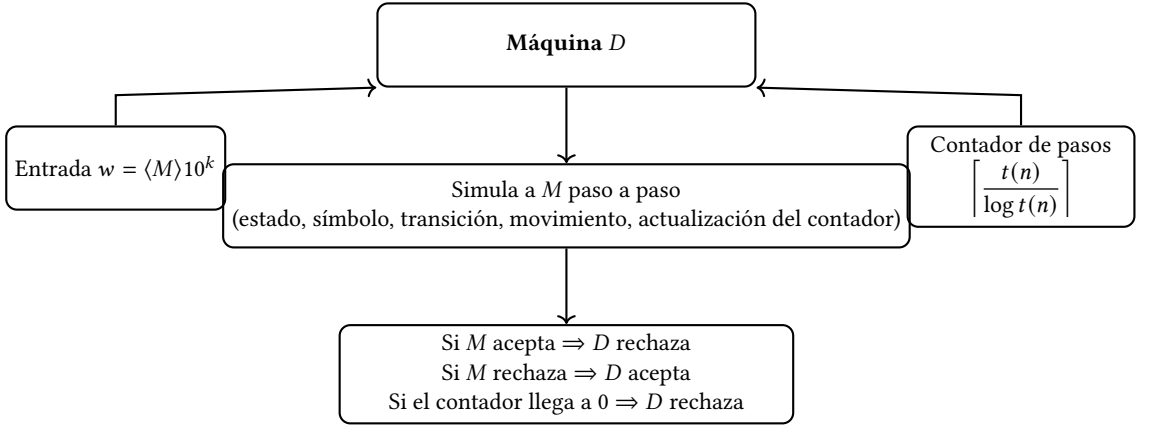 Máquina D
Entrada w = ⟨M⟩10^k
Contador de pasos
⌈ t(n) / log t(n) ⌉
Simula a M paso a paso
(estado, símbolo, transición, movimiento, actualización del contador)
Si M acepta ⇒ D rechaza
Si M rechaza ⇒ D acepta
Si el contador llega a 0 ⇒ D rechaza